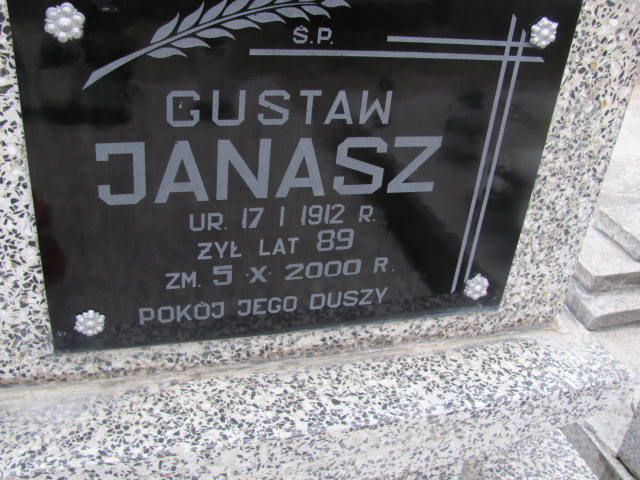 Ś.P.
GUSTAW
JANASZ
UR. 17 I 1912 R.
ŻYŁ LAT 89
ZM. 5 X 2000 R.
POKÓJ JEGO DUSZY